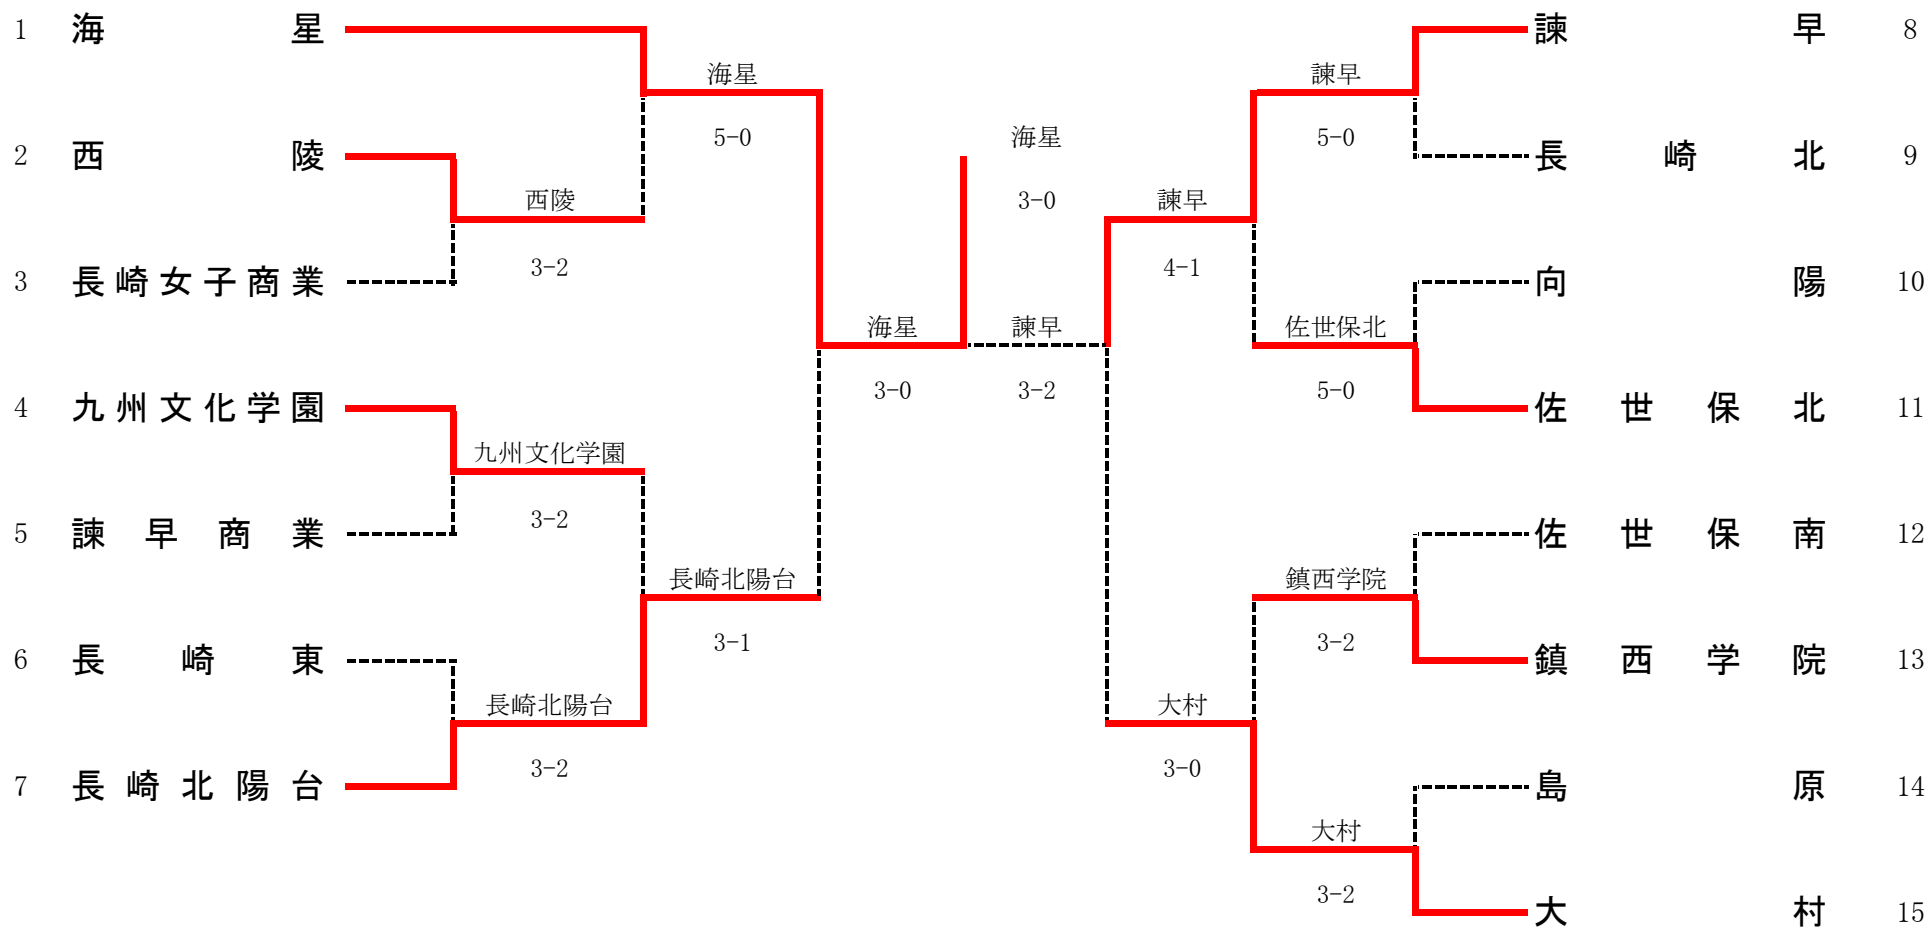 1 海星
2 西陵
3 長崎女子商業
4 九州文化学園
5 諫早商業
6 長崎東
7 長崎北陽台
西陵
3-2
九州文化学園
3-2
長崎北陽台
3-2
海星
5-0
長崎北陽台
3-1
海星
3-0
海星
3-0
諫早
3-2
諫早
4-1
大村
3-0
諫早
5-0
佐世保北
5-0
鎮西学院
3-2
大村
3-2
諫早 8
長崎北 9
向陽 10
佐世保北 11
佐世保南 12
鎮西学院 13
島原 14
大村 15